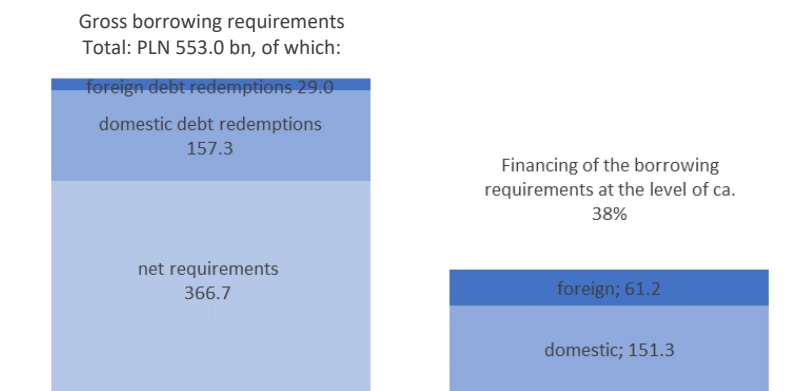 Gross borrowing requirements
Total: PLN 553.0 bn, of which:
foreign debt redemptions 29.0
domestic debt redemptions
157.3
net requirements
366.7
Financing of the borrowing
requirements at the level of ca.
38%
foreign; 61.2
domestic; 151.3